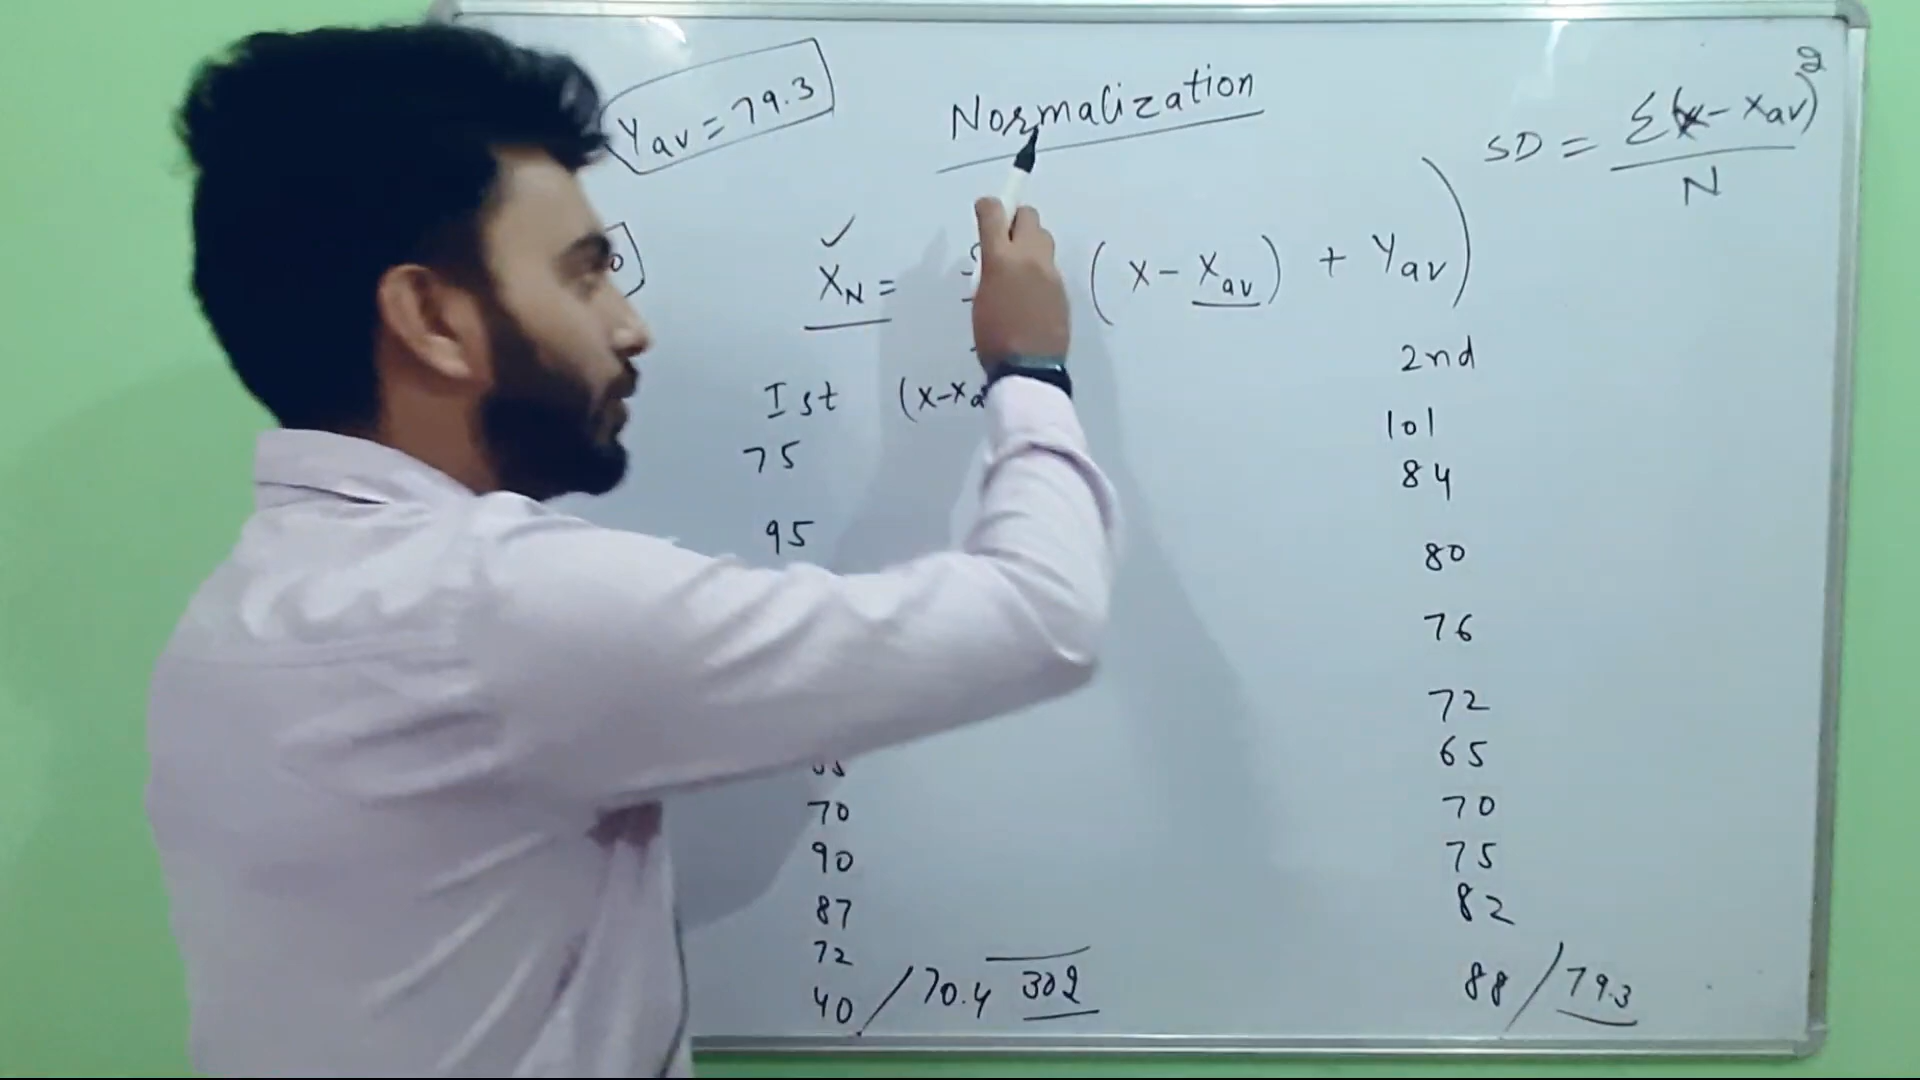 Yav = 79.3
Normalization
SD = Σ(x - xav)²
N
XN = (x - xav) + Yav)
Ist (x-xa
2nd
75
101
84
95
80
76
72
65
70
70
90
75
87
82
72
40 / 70.4 302
88 / 79.3